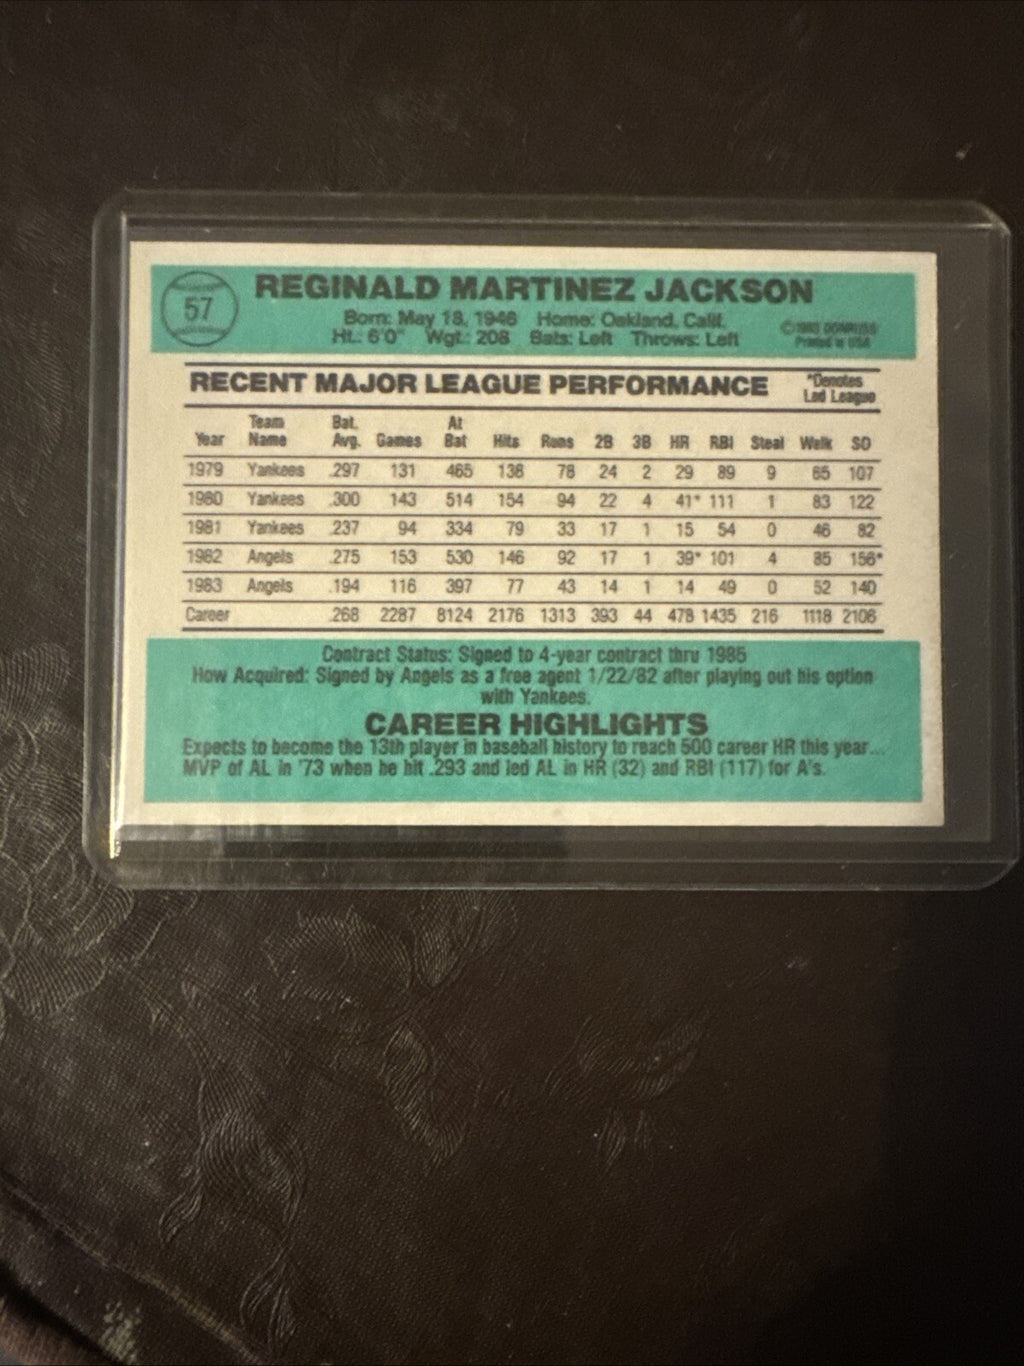 57
REGINALD MARTINEZ JACKSON
Born: May 18, 1946 Home: Oakland, Calif.
Ht.: 6'0" Wgt.: 208 Bats: Left Throws: Left
©1983 DONRUSS
Printed in USA
RECENT MAJOR LEAGUE PERFORMANCE
*Denotes
Led League
Year Team Name Bat. Avg. Games At Bat Hits Runs 2B 3B HR RBI Steal Walk SO
1979 Yankees .297 131 465 138 78 24 2 29 89 9 65 107
1980 Yankees .300 143 514 154 94 22 4 41* 111 1 83 122
1981 Yankees .237 94 334 79 33 17 1 15 54 0 46 82
1982 Angels .275 153 530 146 92 17 1 39* 101 4 85 156*
1983 Angels .194 116 397 77 43 14 1 14 49 0 52 140
Career .268 2287 8124 2176 1313 393 44 478 1435 216 1118 2106
Contract Status: Signed to 4-year contract thru 1985
How Acquired: Signed by Angels as a free agent 1/22/82 after playing out his option
with Yankees.
CAREER HIGHLIGHTS
Expects to become the 13th player in baseball history to reach 500 career HR this year...
MVP of AL in '73 when he hit .293 and led AL in HR (32) and RBI (117) for A's.